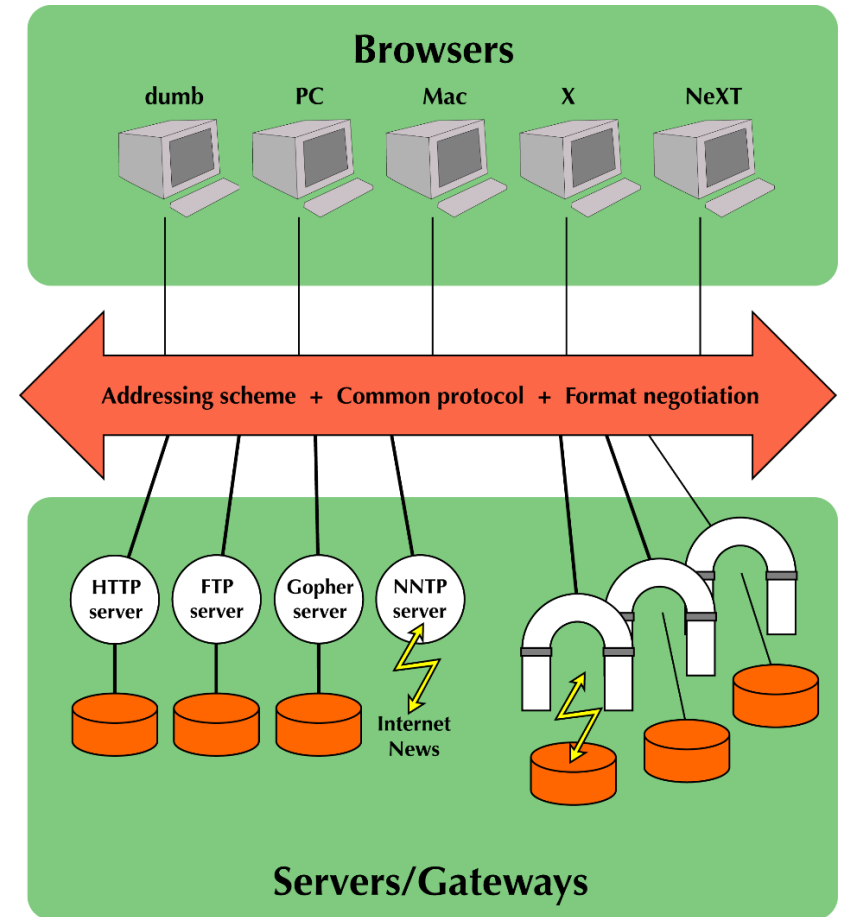 Browsers
dumb PC Mac X NeXT
Addressing scheme + Common protocol + Format negotiation
HTTP server
FTP server
Gopher server
NNTP server
Internet
News
Servers/Gateways